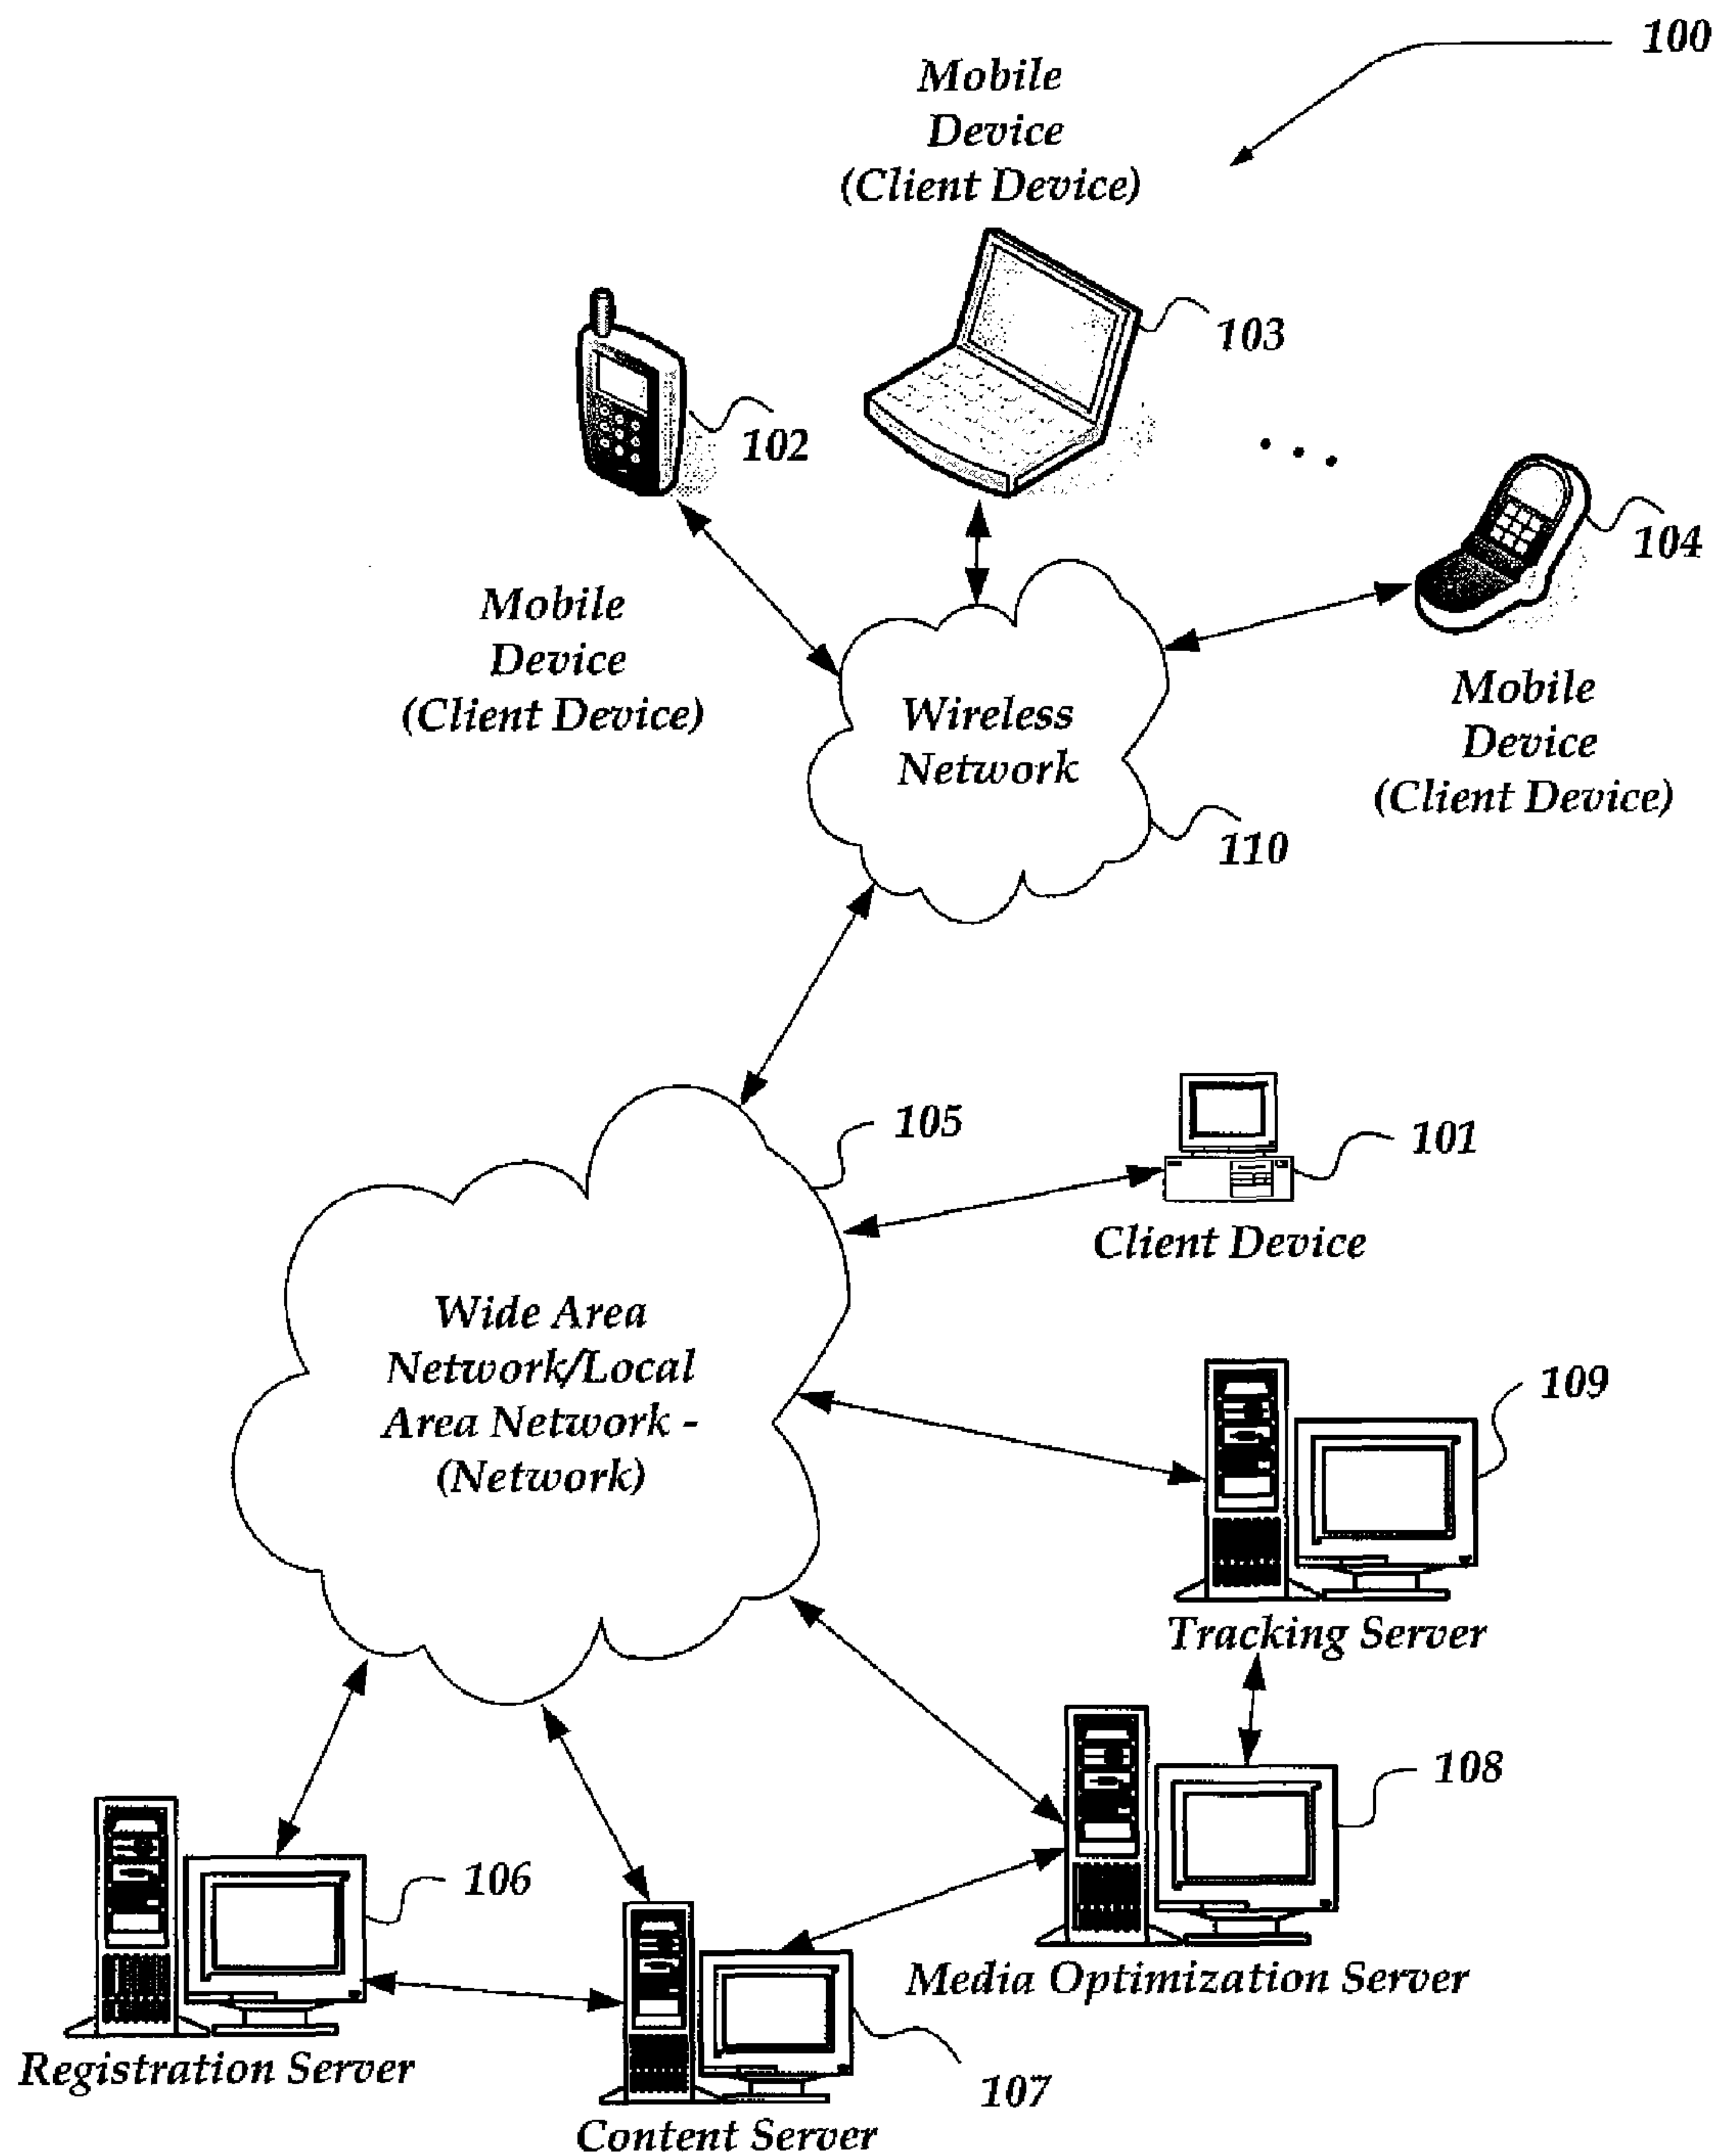 100
Mobile
Device
(Client Device)
103
102
104
Mobile
Device
(Client Device)
Wireless
Network
Mobile
Device
(Client Device)
110
105
101
Client Device
Wide Area
Network/Local
Area Network -
(Network)
109
Tracking Server
108
106
Media Optimization Server
Registration Server
107
Content Server